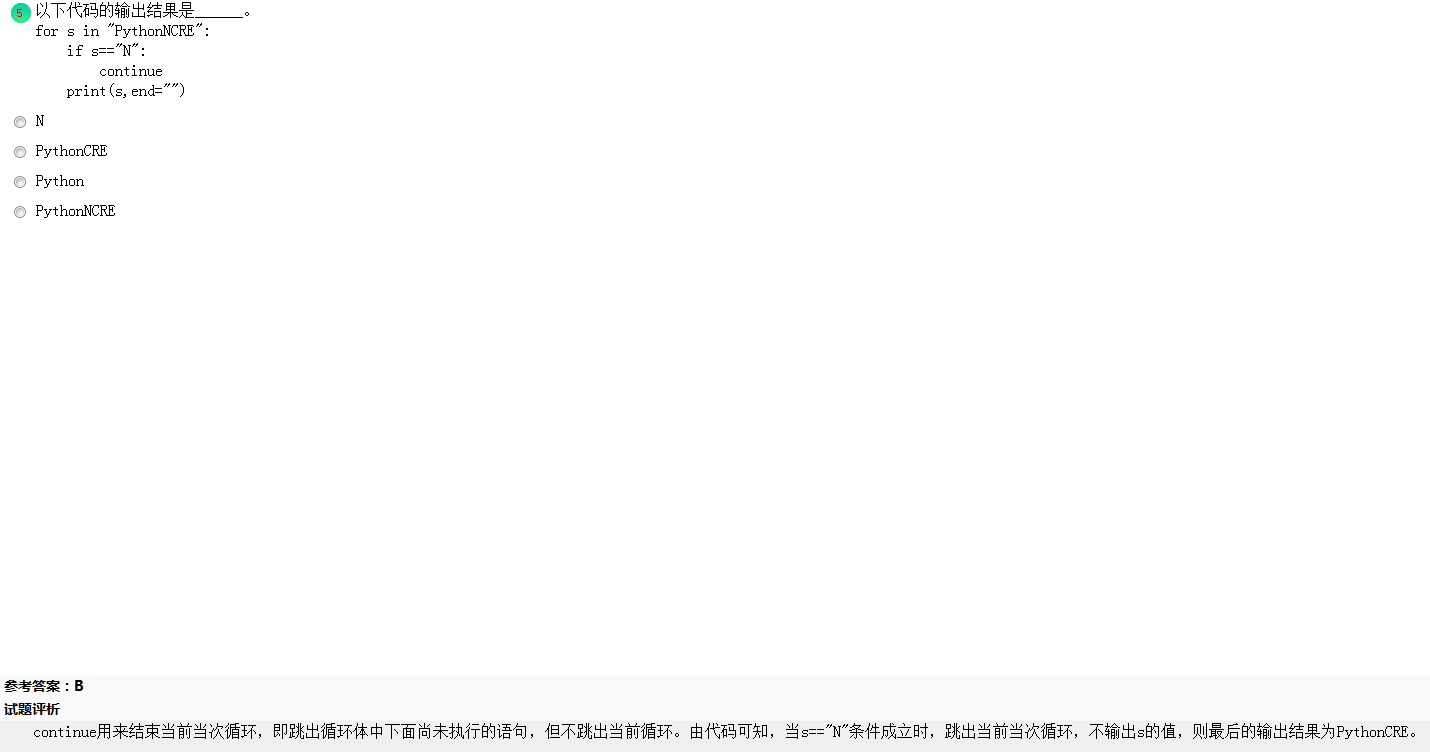 5 以下代码的输出结果是______。
for s in "PythonNCRE":
    if s=="N":
        continue
    print(s,end="")
N
PythonCRE
Python
PythonNCRE
参考答案：B
试题评析
continue用来结束当前当次循环，即跳出循环体中下面尚未执行的语句，但不跳出当前循环。由代码可知，当s=="N"条件成立时，跳出当前当次循环，不输出s的值，则最后的输出结果为PythonCRE。